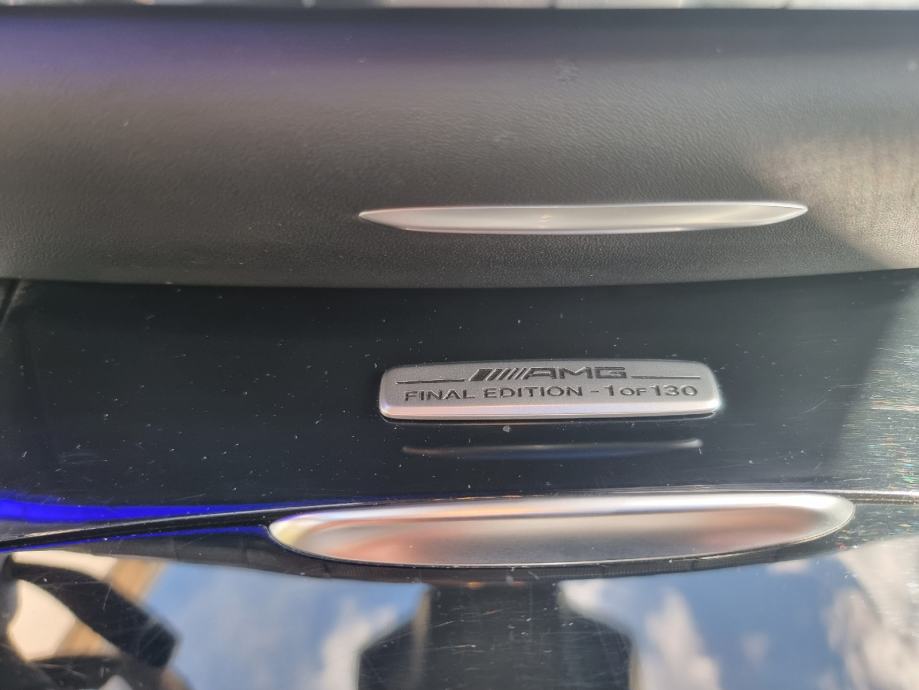 AMG
FINAL EDITION - 1 OF 130